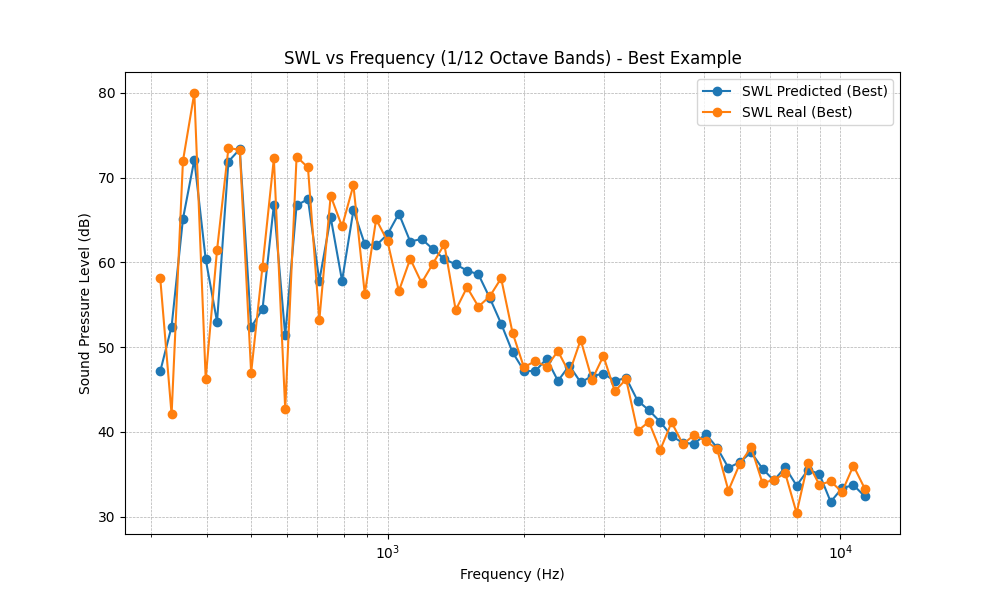 SWL vs Frequency (1/12 Octave Bands) - Best Example
SWL Predicted (Best)
SWL Real (Best)
Sound Pressure Level (dB)
80
70
60
50
40
30
10³
10⁴
Frequency (Hz)